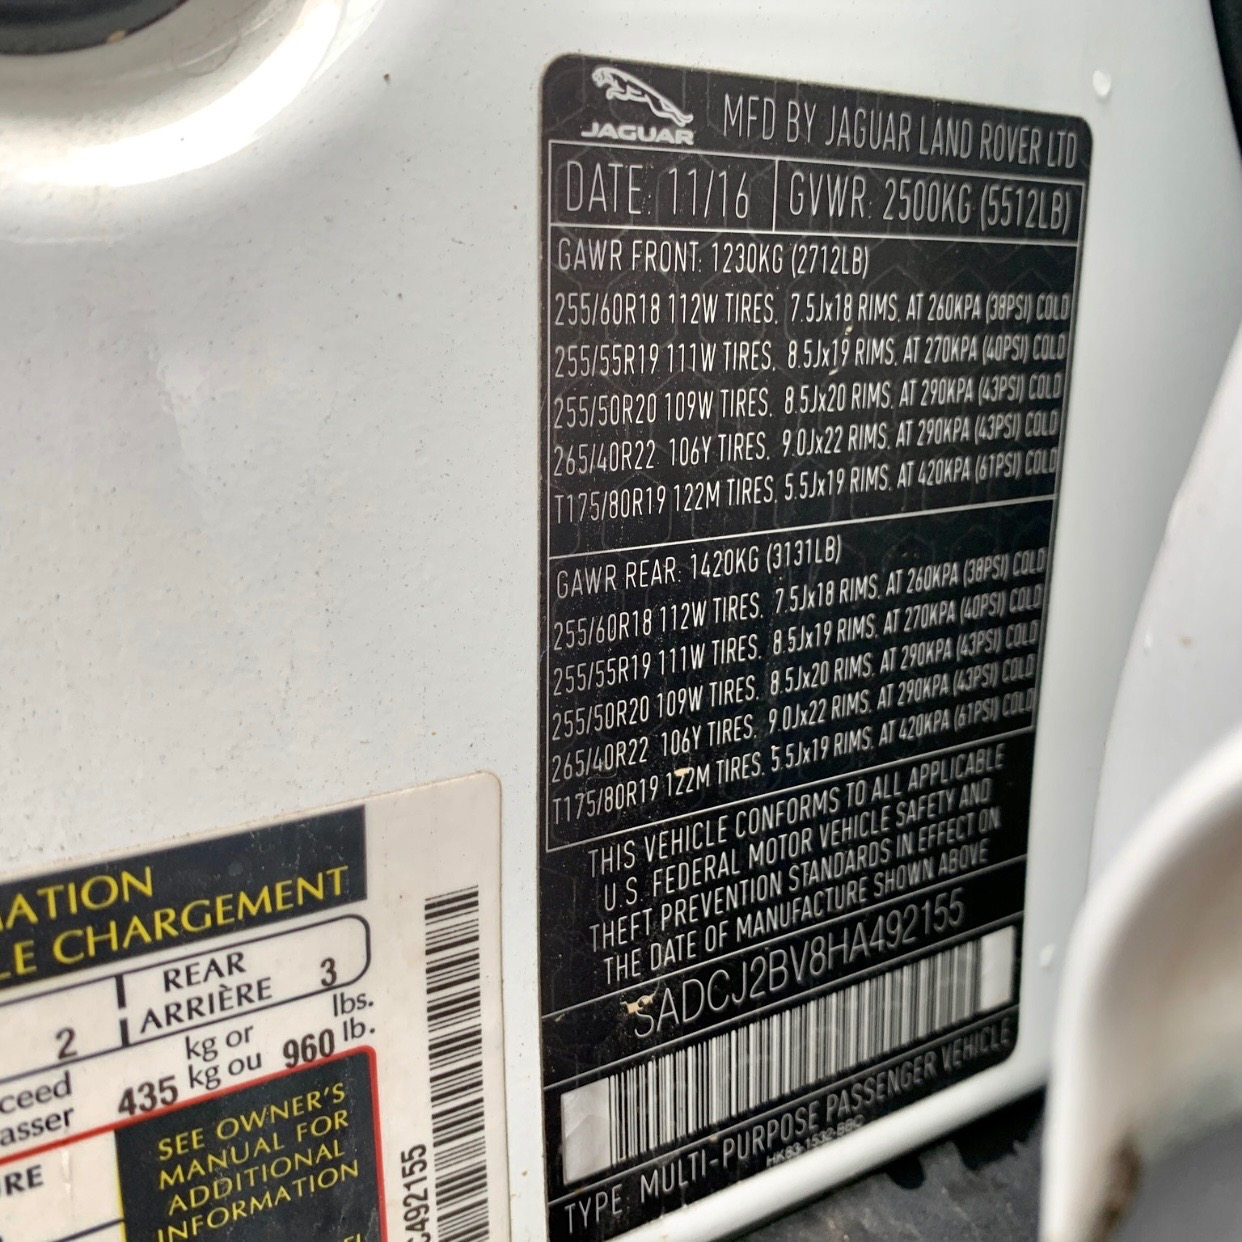 JAGUAR
MFD BY JAGUAR LAND ROVER LTD
DATE: 11/16
GVWR: 2500KG (5512LB)
GAWR FRONT: 1230KG (2712LB)
255/60R18 112W TIRES, 7.5Jx18 RIMS, AT 260KPA (38PSI) COLD
255/55R19 111W TIRES, 8.5Jx19 RIMS, AT 270KPA (40PSI) COLD
255/50R20 109W TIRES, 8.5Jx20 RIMS, AT 290KPA (43PSI) COLD
265/40R22 106Y TIRES, 9.0Jx22 RIMS, AT 290KPA (43PSI) COLD
T175/80R19 122M TIRES, 5.5Jx19 RIMS, AT 420KPA (61PSI) COLD
GAWR REAR: 1420KG (3131LB)
255/60R18 112W TIRES, 7.5Jx18 RIMS, AT 260KPA (38PSI) COLD
255/55R19 111W TIRES, 8.5Jx19 RIMS, AT 270KPA (40PSI) COLD
255/50R20 109W TIRES, 8.5Jx20 RIMS, AT 290KPA (43PSI) COLD
265/40R22 106Y TIRES, 9.0Jx22 RIMS, AT 290KPA (43PSI) COLD
T175/80R19 122M TIRES, 5.5Jx19 RIMS, AT 420KPA (61PSI) COLD
THIS VEHICLE CONFORMS TO ALL APPLICABLE
U.S. FEDERAL MOTOR VEHICLE SAFETY AND
THEFT PREVENTION STANDARDS IN EFFECT ON
THE DATE OF MANUFACTURE SHOWN ABOVE
SADCJ2BV8HA492155
TYPE: MULTI-PURPOSE PASSENGER VEHICLE
HK83-1532-BBC
MATION
LE CHARGEMENT
2
REAR
ARRIÈRE 3
ceed
asser
435
kg or
kg ou
960
lbs.
lb.
URE
SEE OWNER'S
MANUAL FOR
ADDITIONAL
INFORMATION
492155